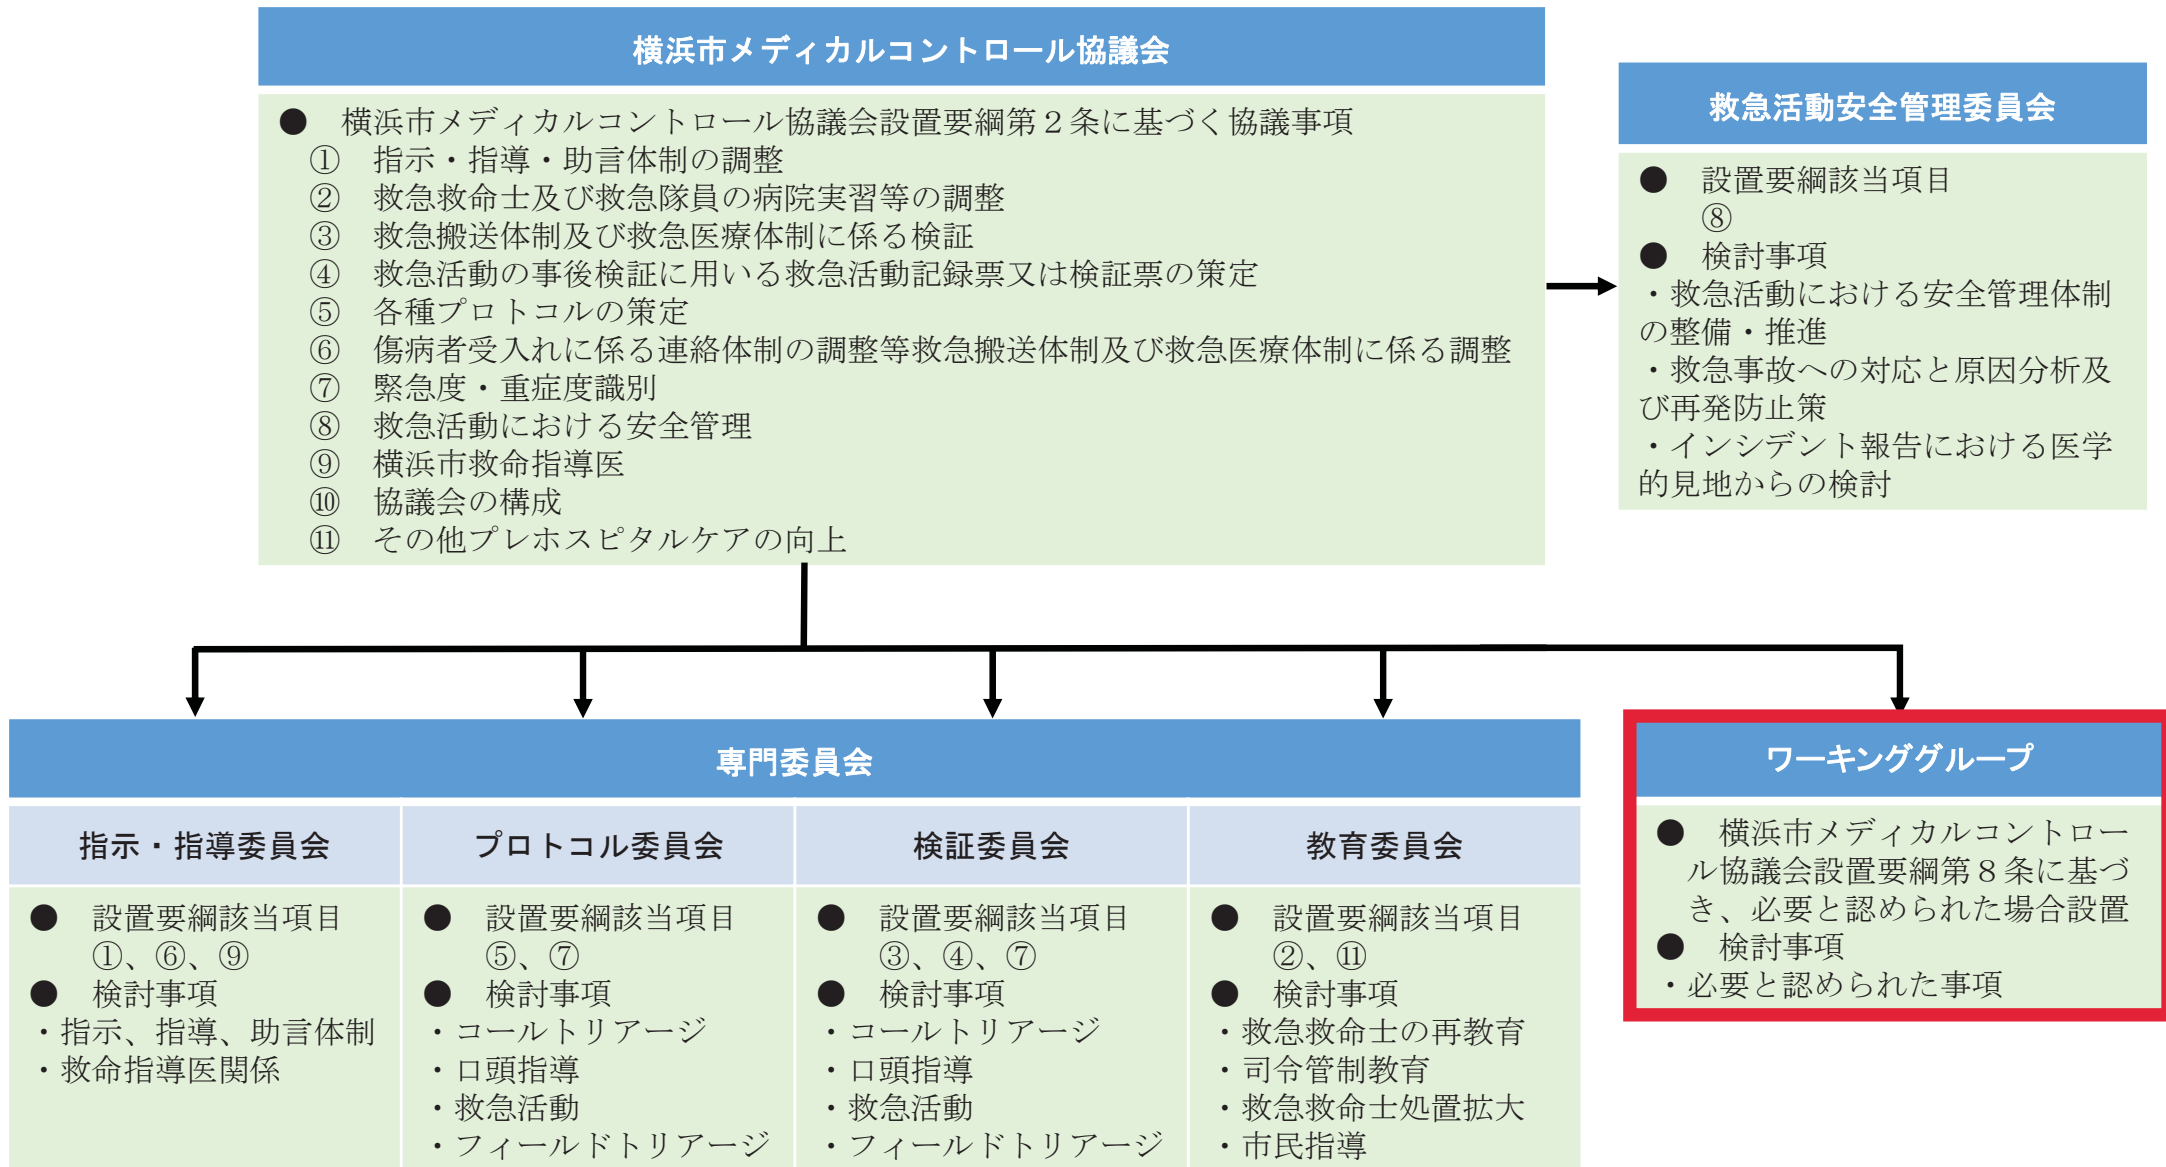 横浜市メディカルコントロール協議会
● 横浜市メディカルコントロール協議会設置要綱第２条に基づく協議事項
① 指示・指導・助言体制の調整
② 救急救命士及び救急隊員の病院実習等の調整
③ 救急搬送体制及び救急医療体制に係る検証
④ 救急活動の事後検証に用いる救急活動記録票又は検証票の策定
⑤ 各種プロトコルの策定
⑥ 傷病者受入れに係る連絡体制の調整等救急搬送体制及び救急医療体制に係る調整
⑦ 緊急度・重症度識別
⑧ 救急活動における安全管理
⑨ 横浜市救命指導医
⑩ 協議会の構成
⑪ その他プレホスピタルケアの向上
救急活動安全管理委員会
● 設置要綱該当項目
⑧
● 検討事項
・救急活動における安全管理体制
の整備・推進
・救急事故への対応と原因分析及
び再発防止策
・インシデント報告における医学
的見地からの検討
専門委員会
指示・指導委員会
● 設置要綱該当項目
①、⑥、⑨
● 検討事項
・指示、指導、助言体制
・救命指導医関係
プロトコル委員会
● 設置要綱該当項目
⑤、⑦
● 検討事項
・コールトリアージ
・口頭指導
・救急活動
・フィールドトリアージ
検証委員会
● 設置要綱該当項目
③、④、⑦
● 検討事項
・コールトリアージ
・口頭指導
・救急活動
・フィールドトリアージ
教育委員会
● 設置要綱該当項目
②、⑪
● 検討事項
・救急救命士の再教育
・司令管制教育
・救急救命士処置拡大
・市民指導
ワーキンググループ
● 横浜市メディカルコントロー
ル協議会設置要綱第８条に基づ
き、必要と認められた場合設置
● 検討事項
・必要と認められた事項